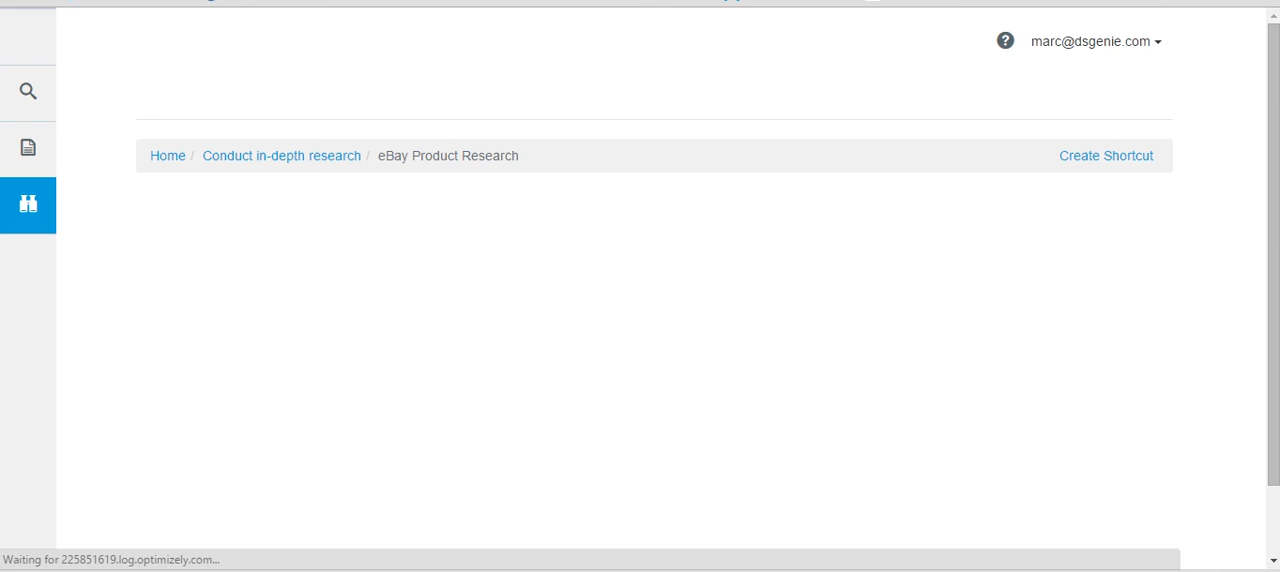 marc@dsgenie.com
Home / Conduct in-depth research / eBay Product Research Create Shortcut
Waiting for 225851619.log.optimizely.com...